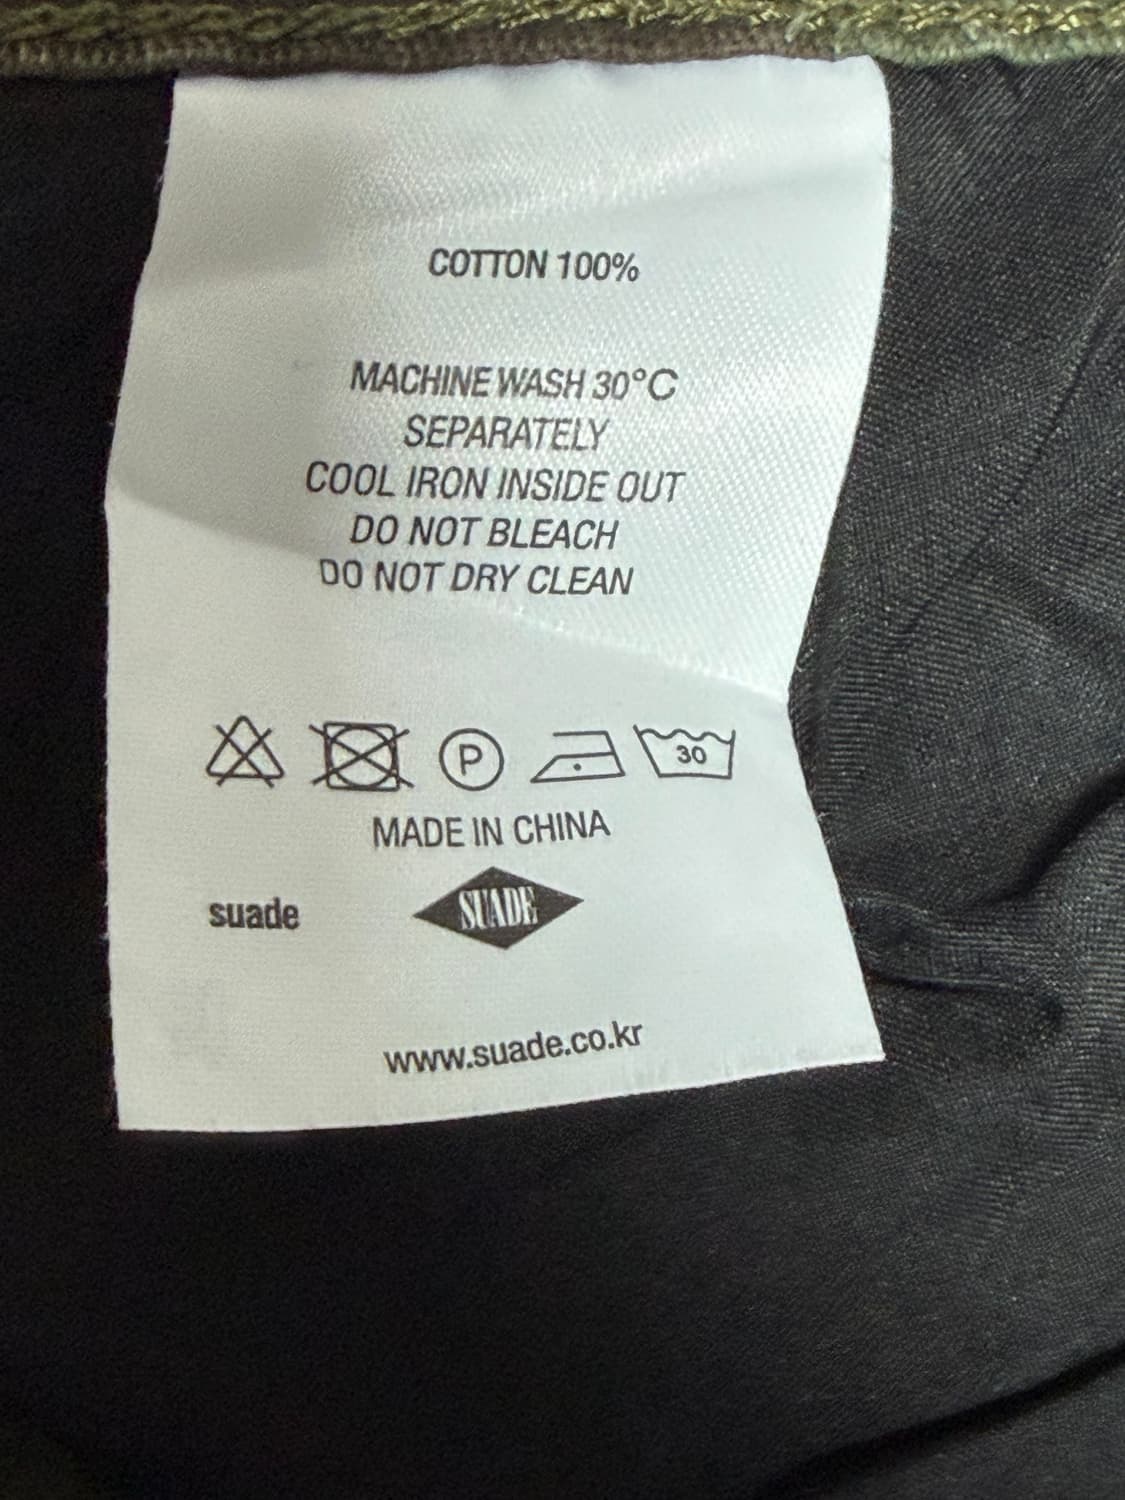 COTTON 100%
MACHINE WASH 30°C
SEPARATELY
COOL IRON INSIDE OUT
DO NOT BLEACH
DO NOT DRY CLEAN
P 30
MADE IN CHINA
suade SUADE
www.suade.co.kr